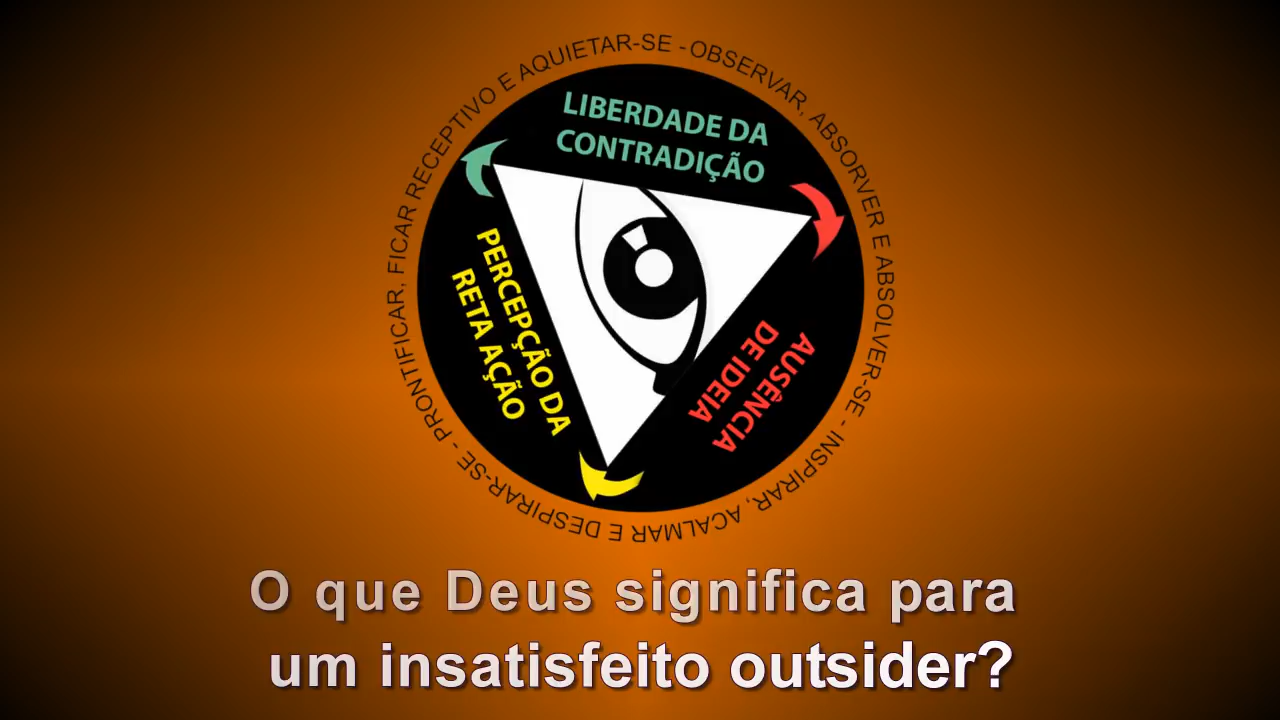 PRONTIFICAR, FICAR RECEPTIVO E AQUIETAR-SE - OBSERVAR, ABSORVER E ABSOLVER-SE - INSPIRAR, ACALMAR E DESPIRAR-SE -
LIBERDADE DA
CONTRADIÇÃO
AUSÊNCIA
DE IDEIA
PERCEPÇÃO DA
RETA AÇÃO
O que Deus significa para
um insatisfeito outsider?